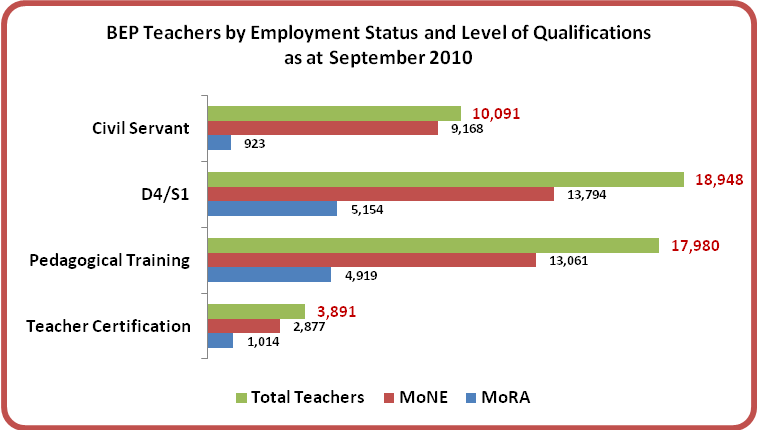 BEP Teachers by Employment Status and Level of Qualifications
as at September 2010
Civil Servant
10,091
9,168
923
D4/S1
18,948
13,794
5,154
Pedagogical Training
17,980
13,061
4,919
Teacher Certification
3,891
2,877
1,014
Total Teachers MoNE MoRA